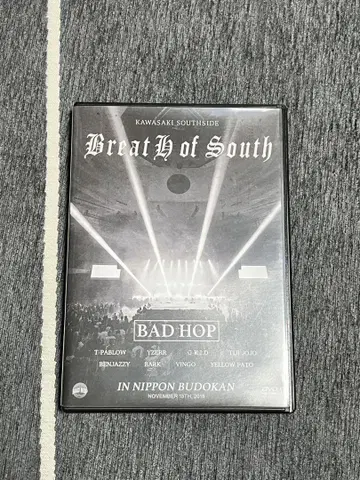 KAWASAKI SOUTHSIDE
BreatH of South
BAD HOP
T-PABLOW YZERR G-K.I.D TIJI JOJO
BENJAZZY BARK VINGO YELLOW PATO
IN NIPPON BUDOKAN
NOVEMBER 13TH, 2018